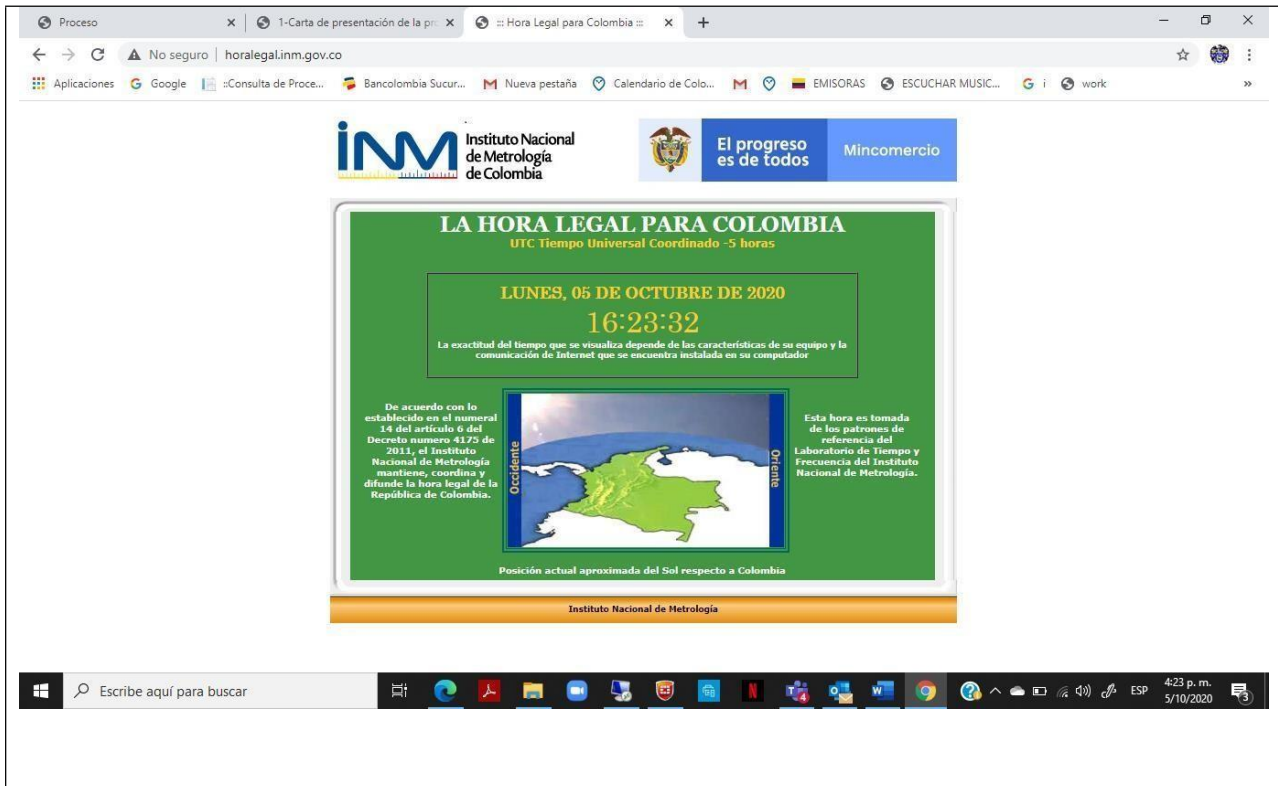 Proceso
1-Carta de presentación de la pr
::: Hora Legal para Colombia :::
No seguro | horalegal.inm.gov.co
Aplicaciones
Google
::Consulta de Proce...
Bancolombia Sucur...
Nueva pestaña
Calendario de Colo...
EMISORAS
ESCUCHAR MUSIC...
i
work
»
inm
Instituto Nacional
de Metrología
de Colombia
El progreso
es de todos
Mincomercio
LA HORA LEGAL PARA COLOMBIA
UTC Tiempo Universal Coordinado -5 horas
LUNES, 05 DE OCTUBRE DE 2020
16:23:32
La exactitud del tiempo que se visualiza depende de las características de su equipo y la
comunicación de Internet que se encuentra instalada en su computador
De acuerdo con lo
establecido en el numeral
14 del artículo 6 del
Decreto numero 4175 de
2011, el Instituto
Nacional de Metrología
mantiene, coordina y
difunde la hora legal de la
República de Colombia.
Occidente
Oriente
Esta hora es tomada
de los patrones de
referencia del
Laboratorio de Tiempo y
Frecuencia del Instituto
Nacional de Metrología.
Posición actual aproximada del Sol respecto a Colombia
Instituto Nacional de Metrología
Escribe aquí para buscar
ESP
4:23 p. m.
5/10/2020